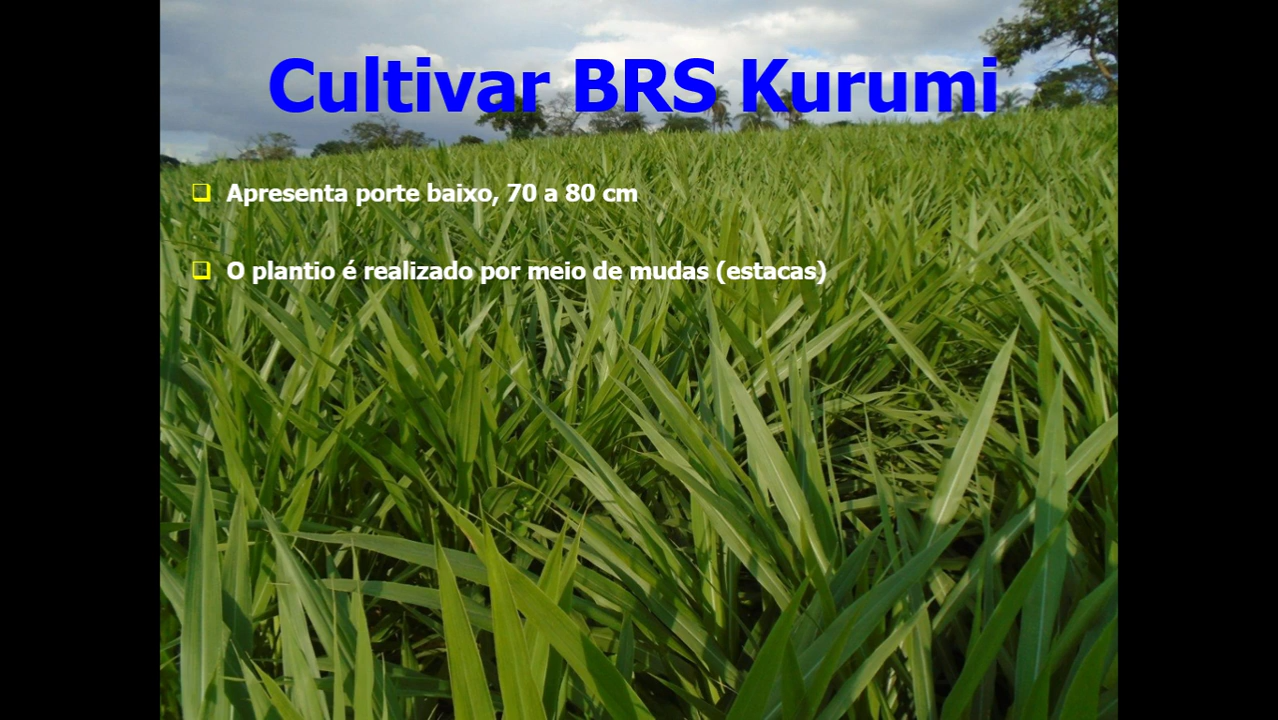 Cultivar BRS Kurumi
Apresenta porte baixo, 70 a 80 cm
O plantio é realizado por meio de mudas (estacas)